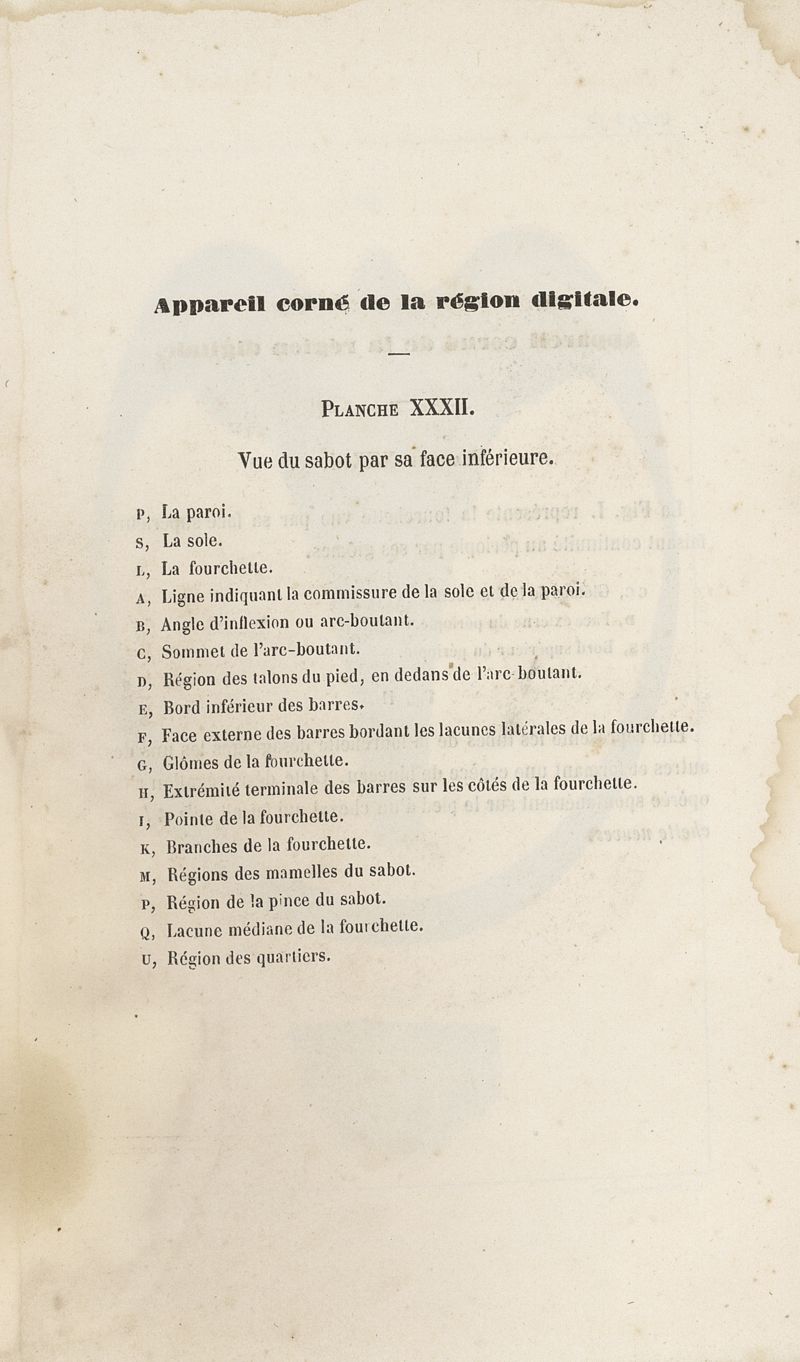 Appareil corné de la région digitale.
PLANCHE XXXII.
Vue du sabot par sa face inférieure.
P, La paroi.
S, La sole.
L, La fourchette.
A, Ligne indiquant la commissure de la sole et de la paroi.
B, Angle d'inflexion ou arc-boutant.
C, Sommet de l'arc-boutant.
D, Région des talons du pied, en dedans de l'arc-boutant.
E, Bord inférieur des barres.
F, Face externe des barres bordant les lacunes latérales de la fourchette.
G, Glômes de la fourchette.
H, Extrémité terminale des barres sur les côtés de la fourchette.
I, Pointe de la fourchette.
K, Branches de la fourchette.
M, Régions des mamelles du sabot.
P, Région de la pince du sabot.
Q, Lacune médiane de la fourchette.
U, Région des quartiers.